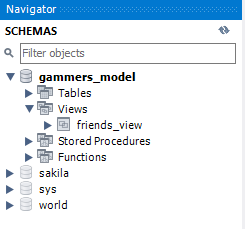 Navigator
SCHEMAS
Filter objects
gammers_model
Tables
Views
friends_view
Stored Procedures
Functions
sakila
sys
world